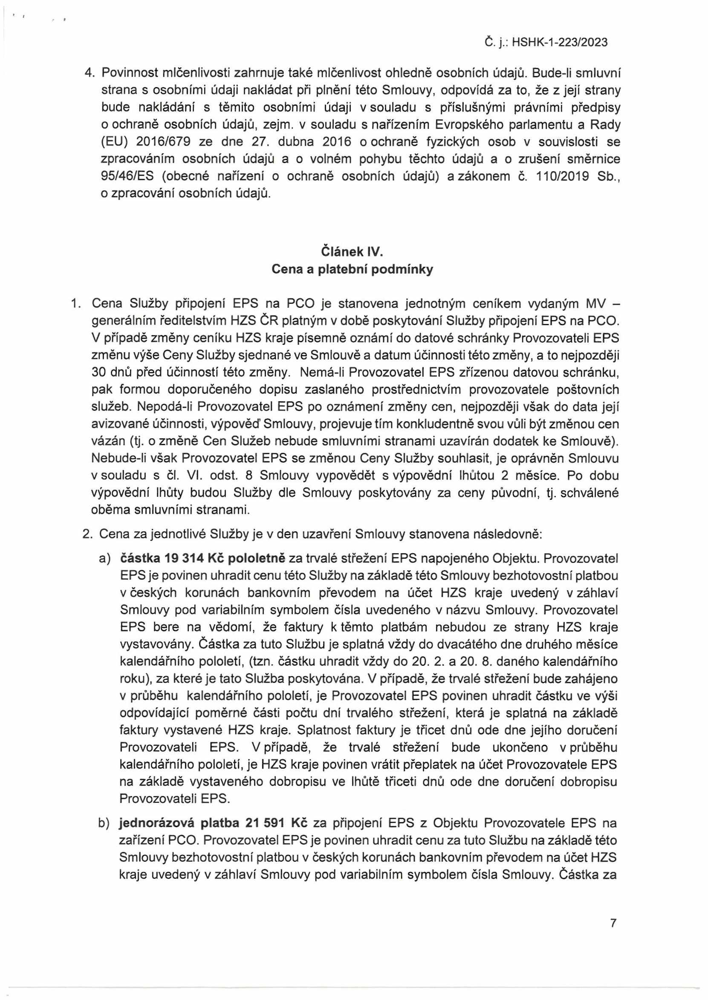 Č. j.: HSHK-1-223/2023
4. Povinnost mlčenlivosti zahrnuje také mlčenlivost ohledně osobních údajů. Bude-li smluvní
strana s osobními údaji nakládat při plnění této Smlouvy, odpovídá za to, že z její strany
bude nakládání s těmito osobními údaji v souladu s příslušnými právními předpisy
o ochraně osobních údajů, zejm. v souladu s nařízením Evropského parlamentu a Rady
(EU) 2016/679 ze dne 27. dubna 2016 o ochraně fyzických osob v souvislosti se
zpracováním osobních údajů a o volném pohybu těchto údajů a o zrušení směrnice
95/46/ES (obecné nařízení o ochraně osobních údajů) a zákonem č. 110/2019 Sb.,
o zpracování osobních údajů.
Článek IV.
Cena a platební podmínky
1. Cena Služby připojení EPS na PCO je stanovena jednotným ceníkem vydaným MV –
generálním ředitelstvím HZS ČR platným v době poskytování Služby připojení EPS na PCO.
V případě změny ceníku HZS kraje písemně oznámí do datové schránky Provozovateli EPS
změnu výše Ceny Služby sjednané ve Smlouvě a datum účinnosti této změny, a to nejpozději
30 dnů před účinností této změny. Nemá-li Provozovatel EPS zřízenou datovou schránku,
pak formou doporučeného dopisu zaslaného prostřednictvím provozovatele poštovních
služeb. Nepodá-li Provozovatel EPS po oznámení změny cen, nejpozději však do data její
avizované účinnosti, výpověď Smlouvy, projevuje tím konkludentně svou vůli být změnou cen
vázán (tj. o změně Cen Služeb nebude smluvními stranami uzavírán dodatek ke Smlouvě).
Nebude-li však Provozovatel EPS se změnou Ceny Služby souhlasit, je oprávněn Smlouvu
v souladu s čl. VI. odst. 8 Smlouvy vypovědět s výpovědní lhůtou 2 měsíce. Po dobu
výpovědní lhůty budou Služby dle Smlouvy poskytovány za ceny původní, tj. schválené
oběma smluvními stranami.
2. Cena za jednotlivé Služby je v den uzavření Smlouvy stanovena následovně:
a) částka 19 314 Kč pololetně za trvalé střežení EPS napojeného Objektu. Provozovatel
EPS je povinen uhradit cenu této Služby na základě této Smlouvy bezhotovostní platbou
v českých korunách bankovním převodem na účet HZS kraje uvedený v záhlaví
Smlouvy pod variabilním symbolem čísla uvedeného v názvu Smlouvy. Provozovatel
EPS bere na vědomí, že faktury k těmto platbám nebudou ze strany HZS kraje
vystavovány. Částka za tuto Službu je splatná vždy do dvacátého dne druhého měsíce
kalendářního pololetí, (tzn. částku uhradit vždy do 20. 2. a 20. 8. daného kalendářního
roku), za které je tato Služba poskytována. V případě, že trvalé střežení bude zahájeno
v průběhu kalendářního pololetí, je Provozovatel EPS povinen uhradit částku ve výši
odpovídající poměrné části počtu dní trvalého střežení, která je splatná na základě
faktury vystavené HZS kraje. Splatnost faktury je třicet dnů ode dne jejího doručení
Provozovateli EPS. V případě, že trvalé střežení bude ukončeno v průběhu
kalendářního pololetí, je HZS kraje povinen vrátit přeplatek na účet Provozovatele EPS
na základě vystaveného dobropisu ve lhůtě třiceti dnů ode dne doručení dobropisu
Provozovateli EPS.
b) jednorázová platba 21 591 Kč za připojení EPS z Objektu Provozovatele EPS na
zařízení PCO. Provozovatel EPS je povinen uhradit cenu za tuto Službu na základě této
Smlouvy bezhotovostní platbou v českých korunách bankovním převodem na účet HZS
kraje uvedený v záhlaví Smlouvy pod variabilním symbolem čísla Smlouvy. Částka za
7